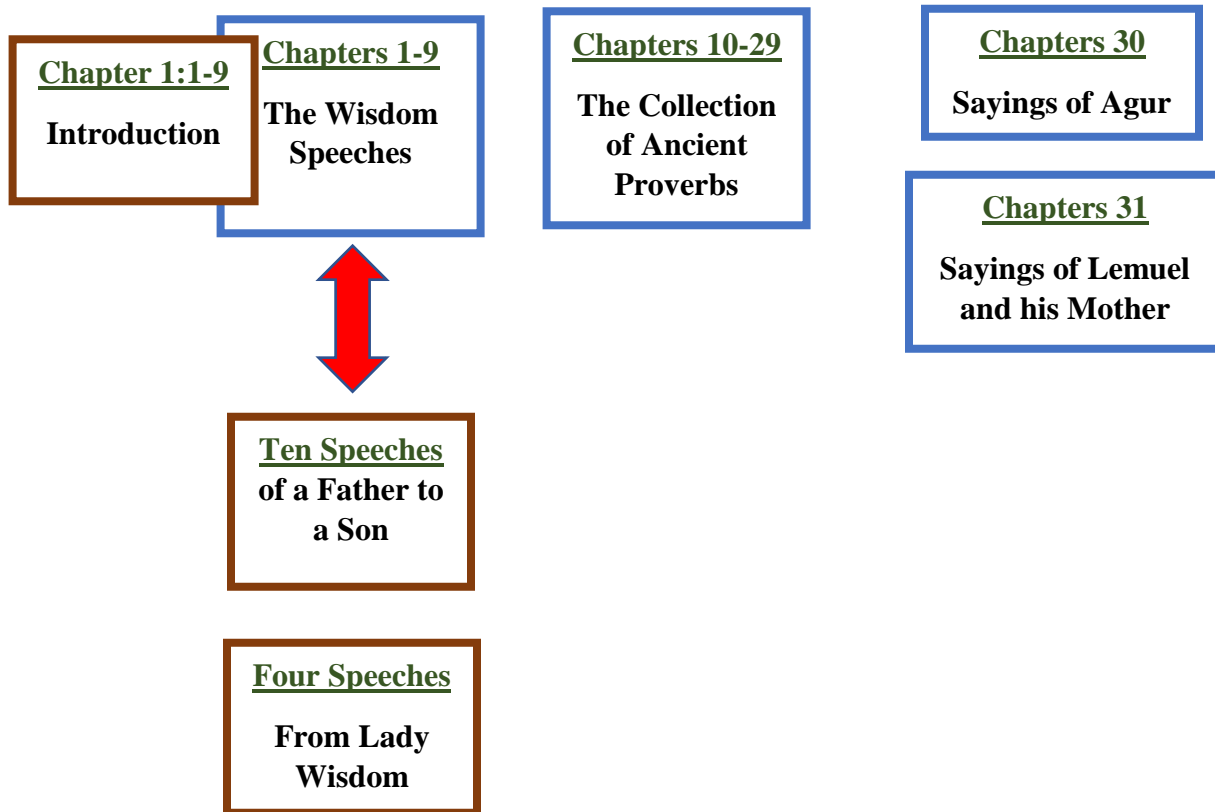 Chapter 1:1-9
Introduction
Chapters 1-9
The Wisdom
Speeches
Chapters 10-29
The Collection
of Ancient
Proverbs
Chapters 30
Sayings of Agur
Chapters 31
Sayings of Lemuel
and his Mother
Ten Speeches
of a Father to
a Son
Four Speeches
From Lady
Wisdom